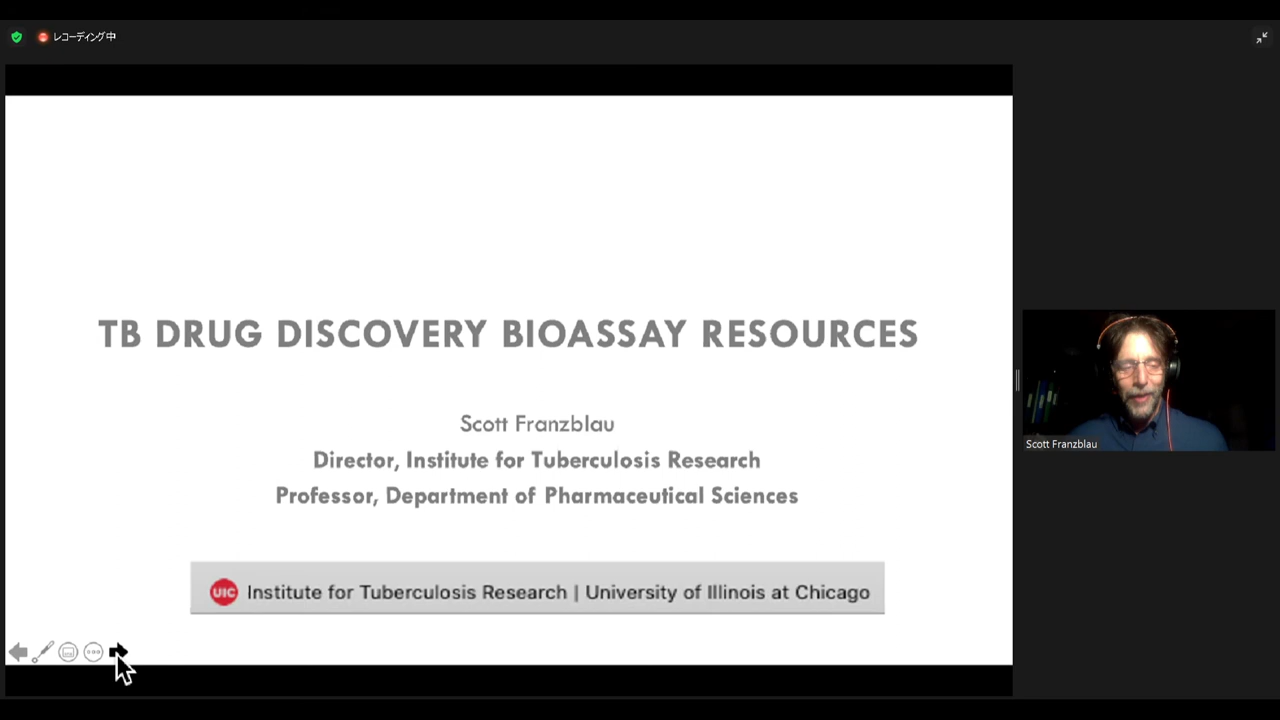 レコーディング中
TB DRUG DISCOVERY BIOASSAY RESOURCES
Scott Franzblau
Director, Institute for Tuberculosis Research
Professor, Department of Pharmaceutical Sciences
UIC Institute for Tuberculosis Research | University of Illinois at Chicago
Scott Franzblau